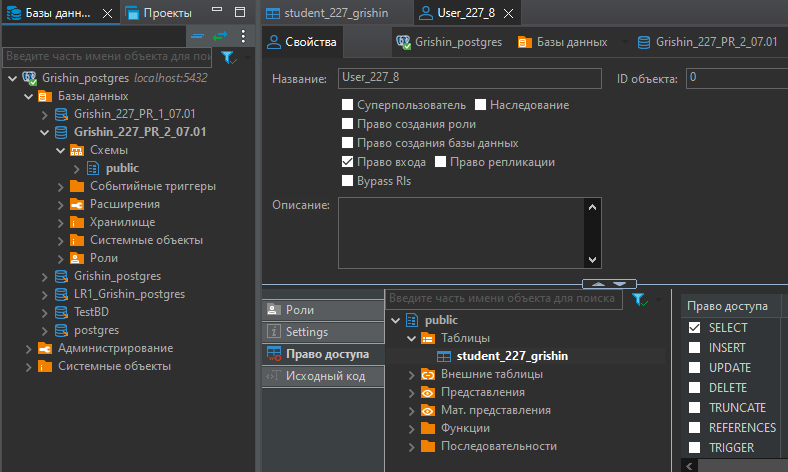 Базы данн...
Проекты
Введите часть имени объекта для пои
Grishin_postgres localhost:5432
Базы данных
Grishin_227_PR_1_07.01
Grishin_227_PR_2_07.01
Схемы
public
Событийные триггеры
Расширения
Хранилище
Системные объекты
Роли
Grishin_postgres
LR1_Grishin_postgres
TestBD
postgres
Администрирование
Системные объекты
student_227_grishin
User_227_8
Свойства
Grishin_postgres
Базы данных
Grishin_227_PR_2_07.01
Название:
User_227_8
ID объекта:
0
Суперпользователь
Наследование
Право создания роли
Право создания базы данных
Право входа
Право репликации
Bypass Rls
Описание:
Роли
Settings
Право доступа
Исходный код
Введите часть имени объекта для поиска
public
Таблицы
student_227_grishin
Внешние таблицы
Представления
Мат. представления
Функции
Последовательности
Право доступа
SELECT
INSERT
UPDATE
DELETE
TRUNCATE
REFERENCES
TRIGGER